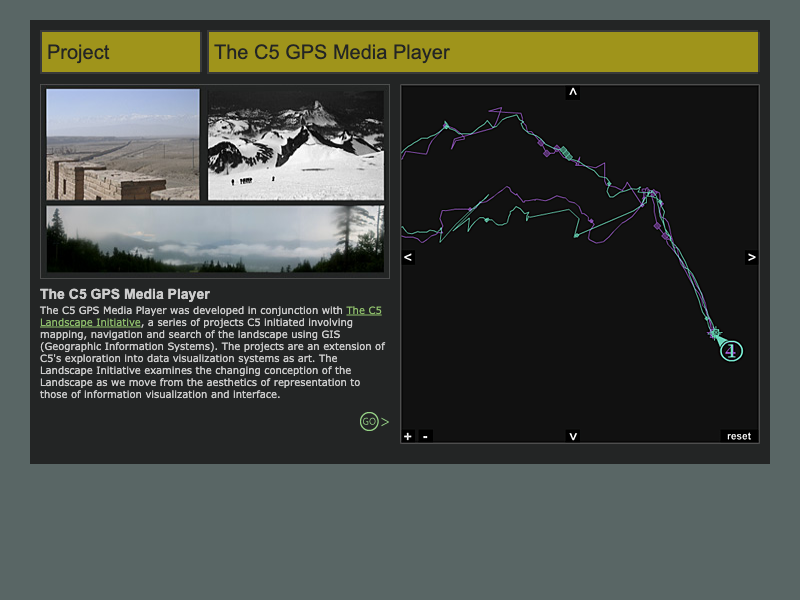 Project
The C5 GPS Media Player
The C5 GPS Media Player
The C5 GPS Media Player was developed in conjunction with The C5
Landscape Initiative, a series of projects C5 initiated involving
mapping, navigation and search of the landscape using GIS
(Geographic Information Systems). The projects are an extension of
C5's exploration into data visualization systems as art. The
Landscape Initiative examines the changing conception of the
Landscape as we move from the aesthetics of representation to
those of information visualization and interface.
GO >
^
<
>
1
+ -
v
reset